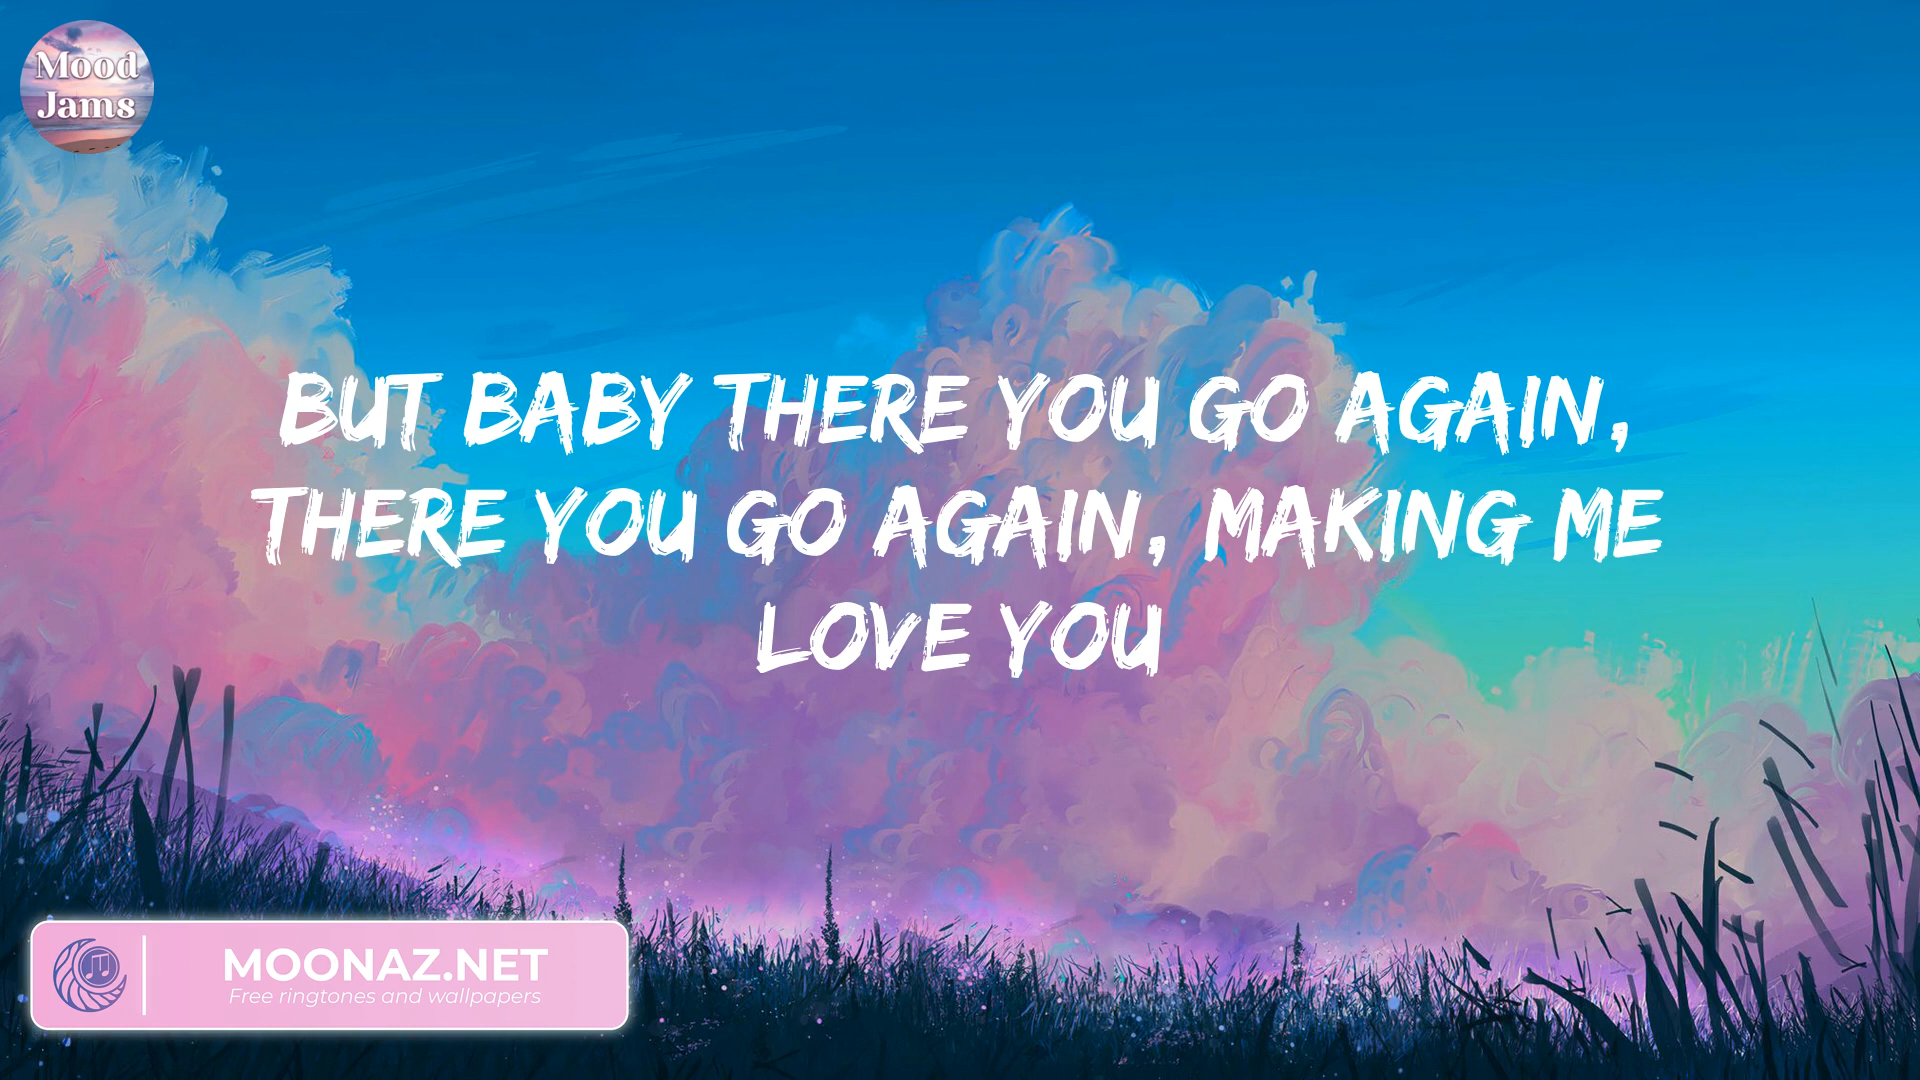 Mood
Jams
BUT BABY THERE YOU GO AGAIN,
THERE YOU GO AGAIN, MAKING ME
LOVE YOU
MOONAZ.NET
Free ringtones and wallpapers